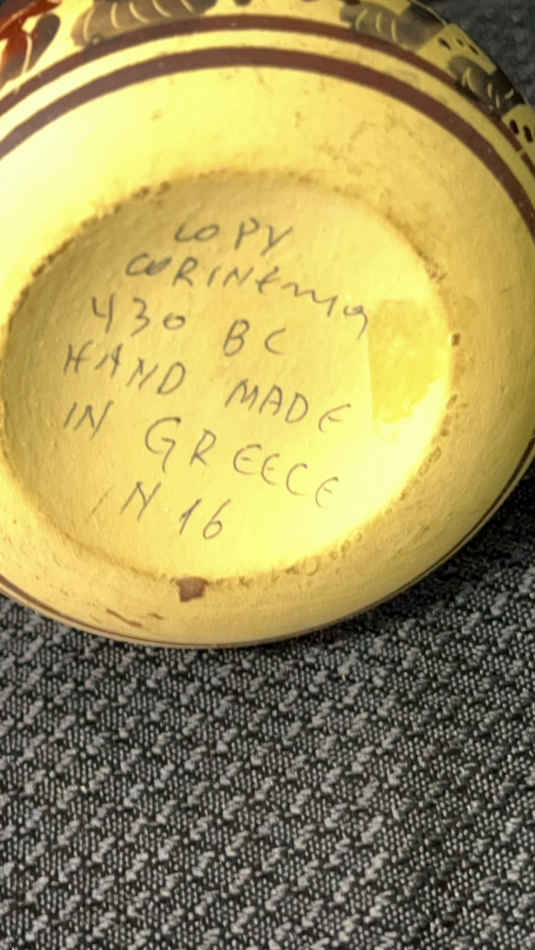 COPY
CORINthia
430 BC
HAND MADE
IN GREECE
N 16